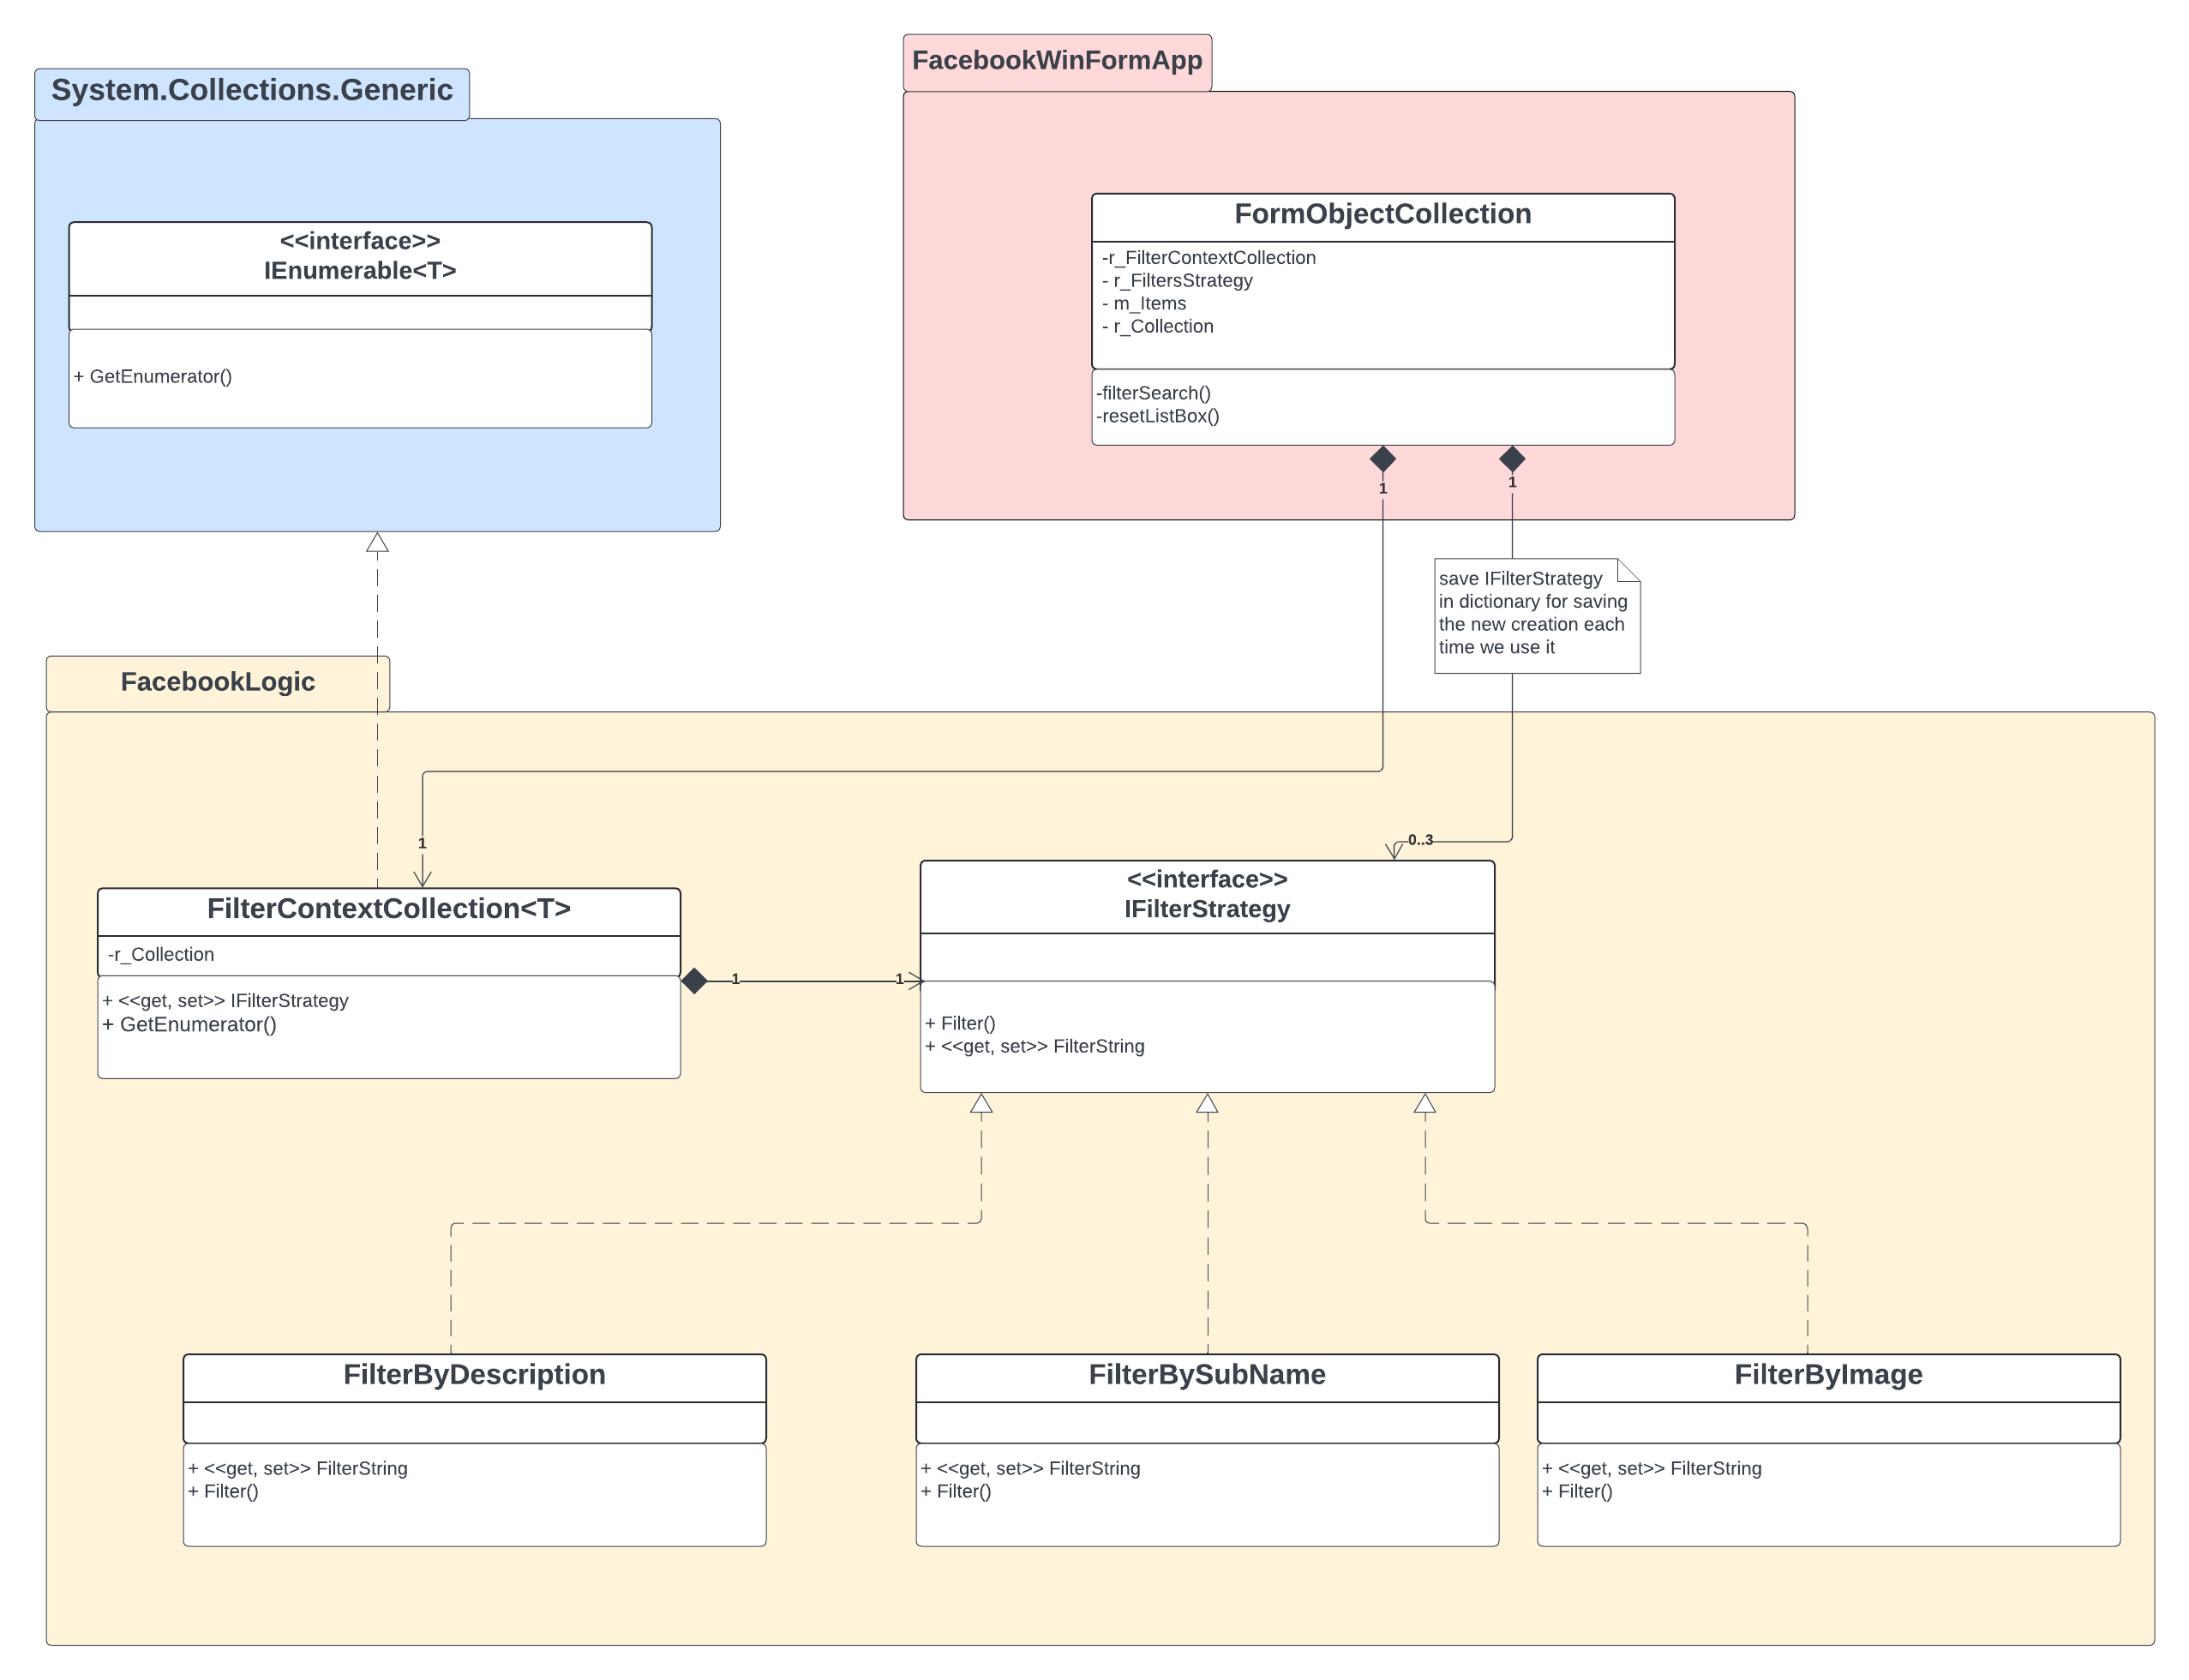 System.Collections.Generic
<<interface>>
IEnumerable<T>
+ GetEnumerator()
FacebookWinFormApp
FormObjectCollection
-r_FilterContextCollection
- r_FiltersStrategy
- m_Items
- r_Collection
-filterSearch()
-resetListBox()
1
1
save IFilterStrategy
in dictionary for saving
the new creation each
time we use it
FacebookLogic
1
0..3
FilterContextCollection<T>
-r_Collection
+ <<get, set>> IFilterStrategy
+ GetEnumerator()
1
1
<<interface>>
IFilterStrategy
+ Filter()
+ <<get, set>> FilterString
FilterByDescription
+ <<get, set>> FilterString
+ Filter()
FilterBySubName
+ <<get, set>> FilterString
+ Filter()
FilterByImage
+ <<get, set>> FilterString
+ Filter()